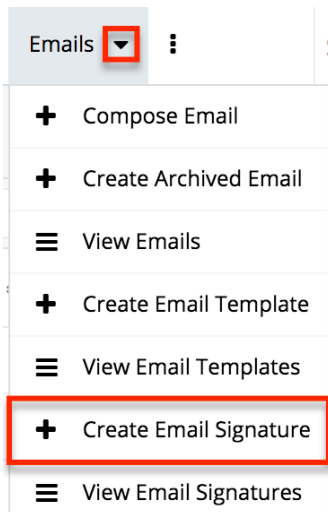 Emails
Compose Email
Create Archived Email
View Emails
Create Email Template
View Email Templates
Create Email Signature
View Email Signatures